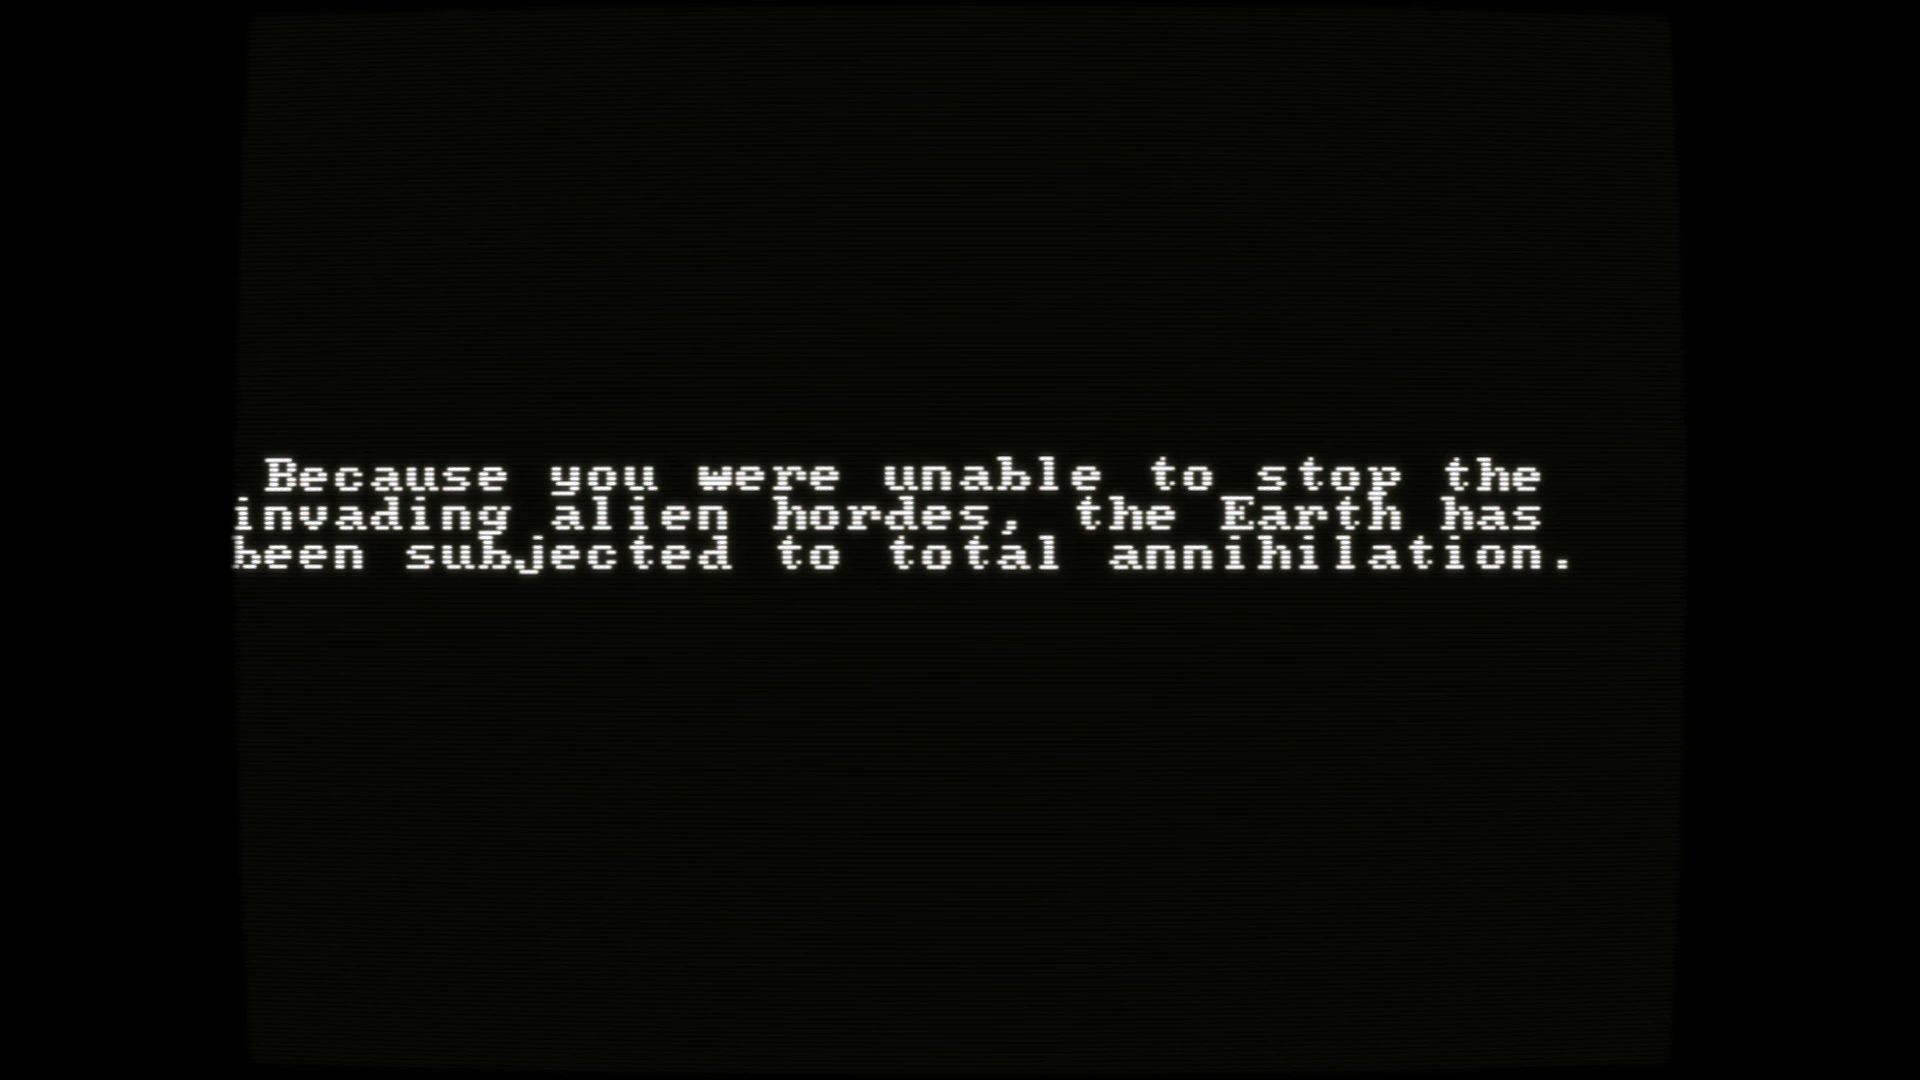 Because you were unable to stop the
invading alien hordes, the Earth has
been subjected to total annihilation.